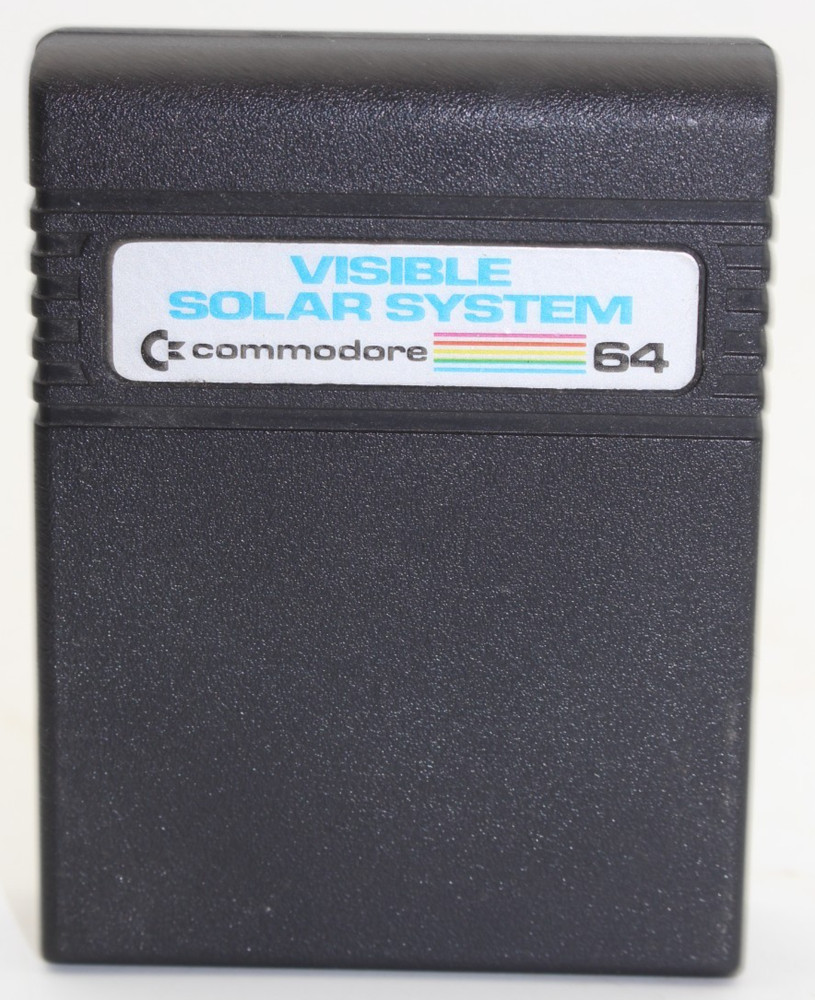 VISIBLE
SOLAR SYSTEM
commodore 64